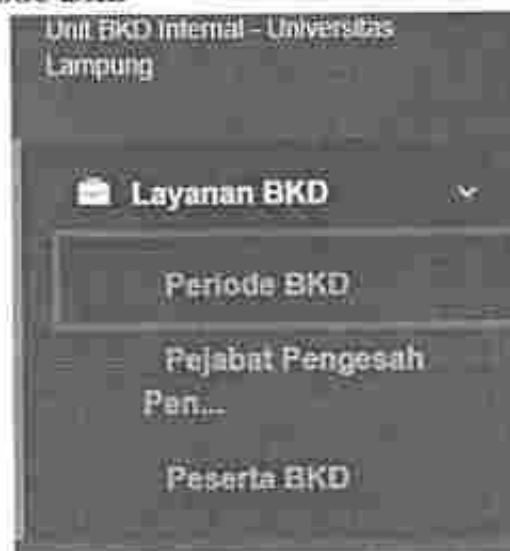 Unit BKD Internal - Universitas
Lampung
Layanan BKD
Periode BKD
Pejabat Pengesah
Pen...
Peserta BKD